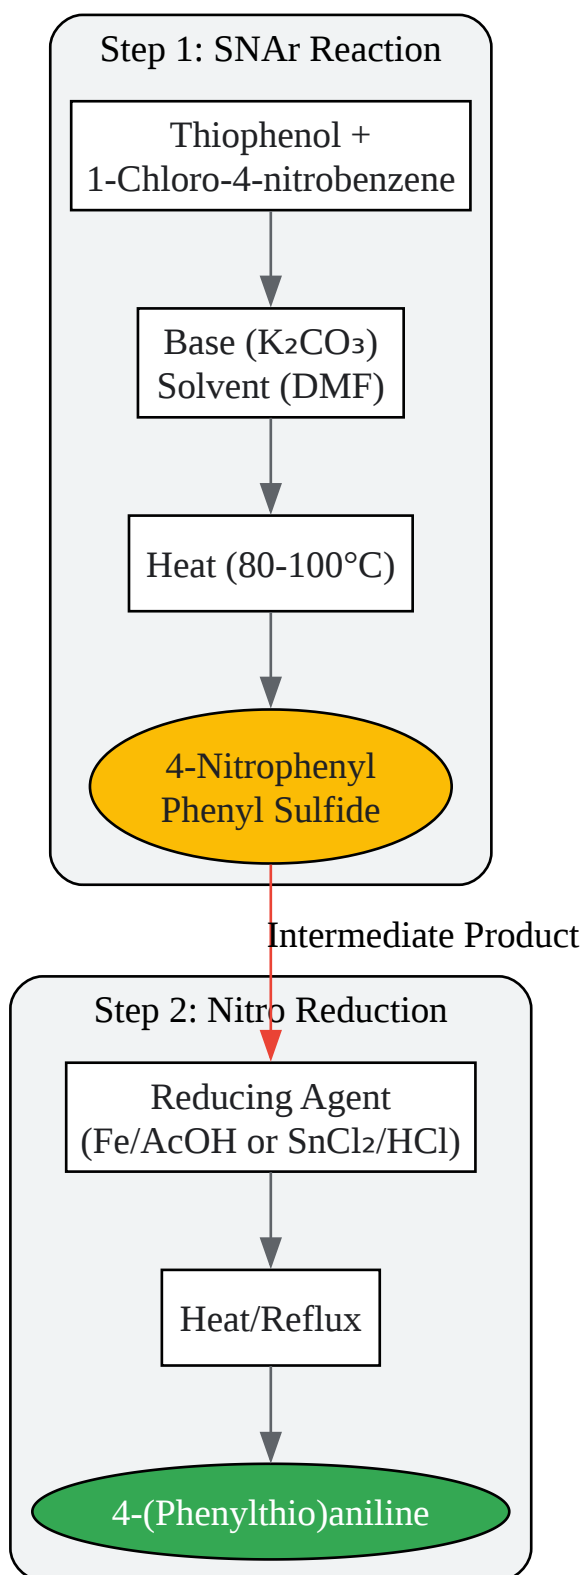 Step 1: SNAr Reaction
Thiophenol +
1-Chloro-4-nitrobenzene
Base (K₂CO₃)
Solvent (DMF)
Heat (80-100°C)
4-Nitrophenyl
Phenyl Sulfide
Intermediate Product
Step 2: Nitro Reduction
Reducing Agent
(Fe/AcOH or SnCl₂/HCl)
Heat/Reflux
4-(Phenylthio)aniline